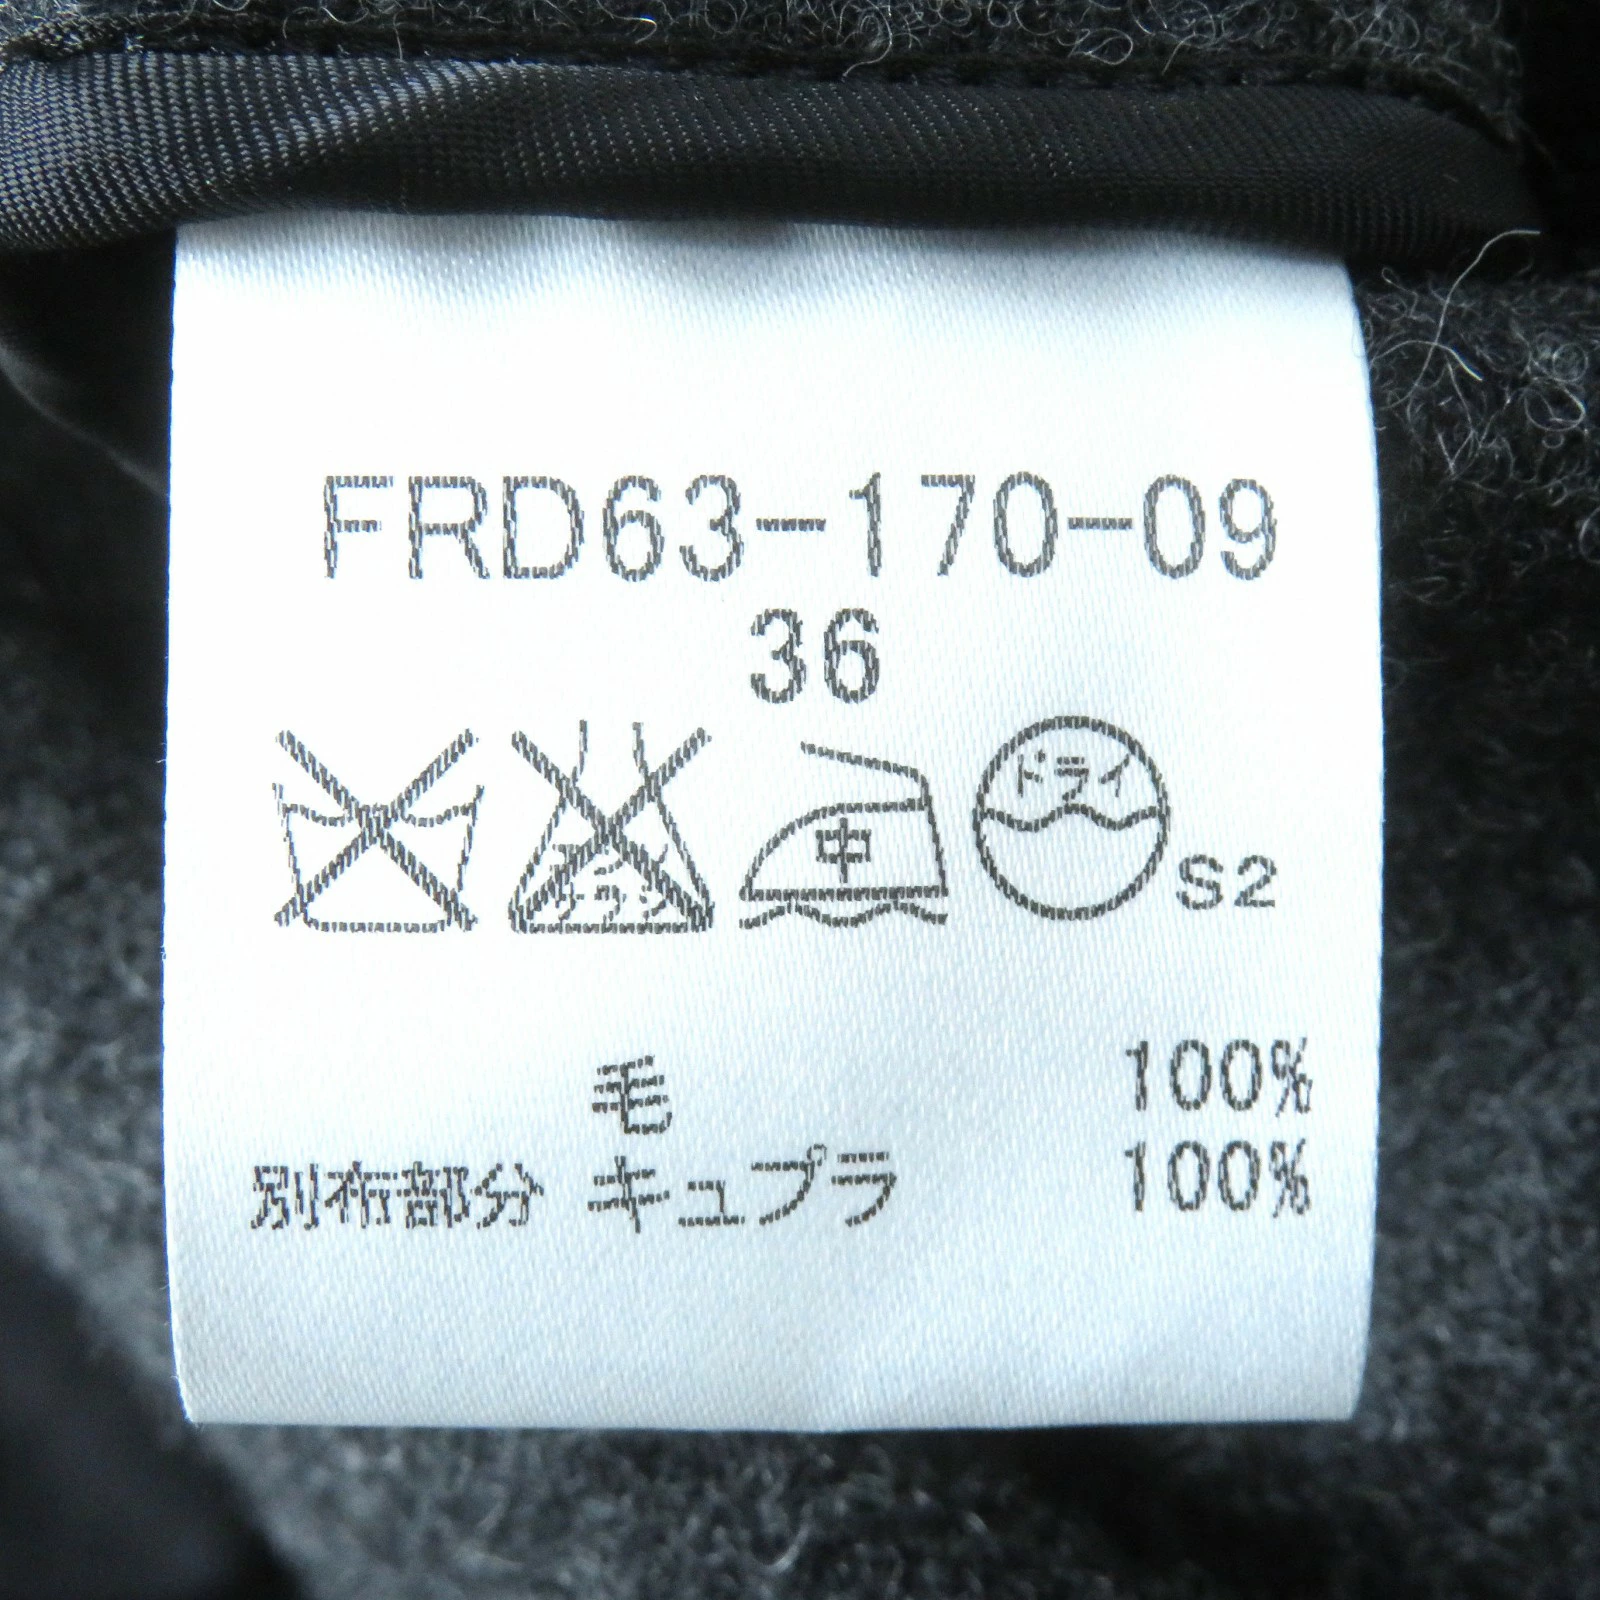 FRD63-170-09
36
中 ドライ
S2
毛 100%
別布部分 キュプラ 100%